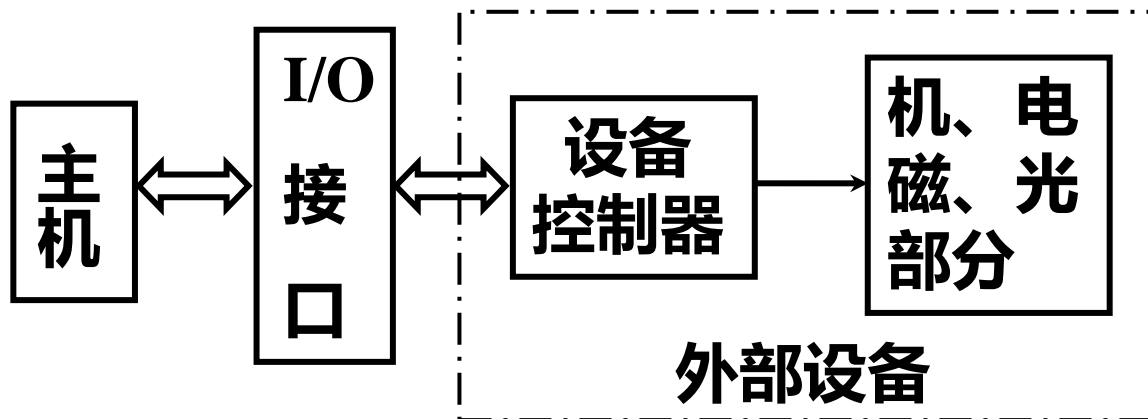 主
机
I/O
接
口
设备
控制器
机、电
磁、光
部分
外部设备